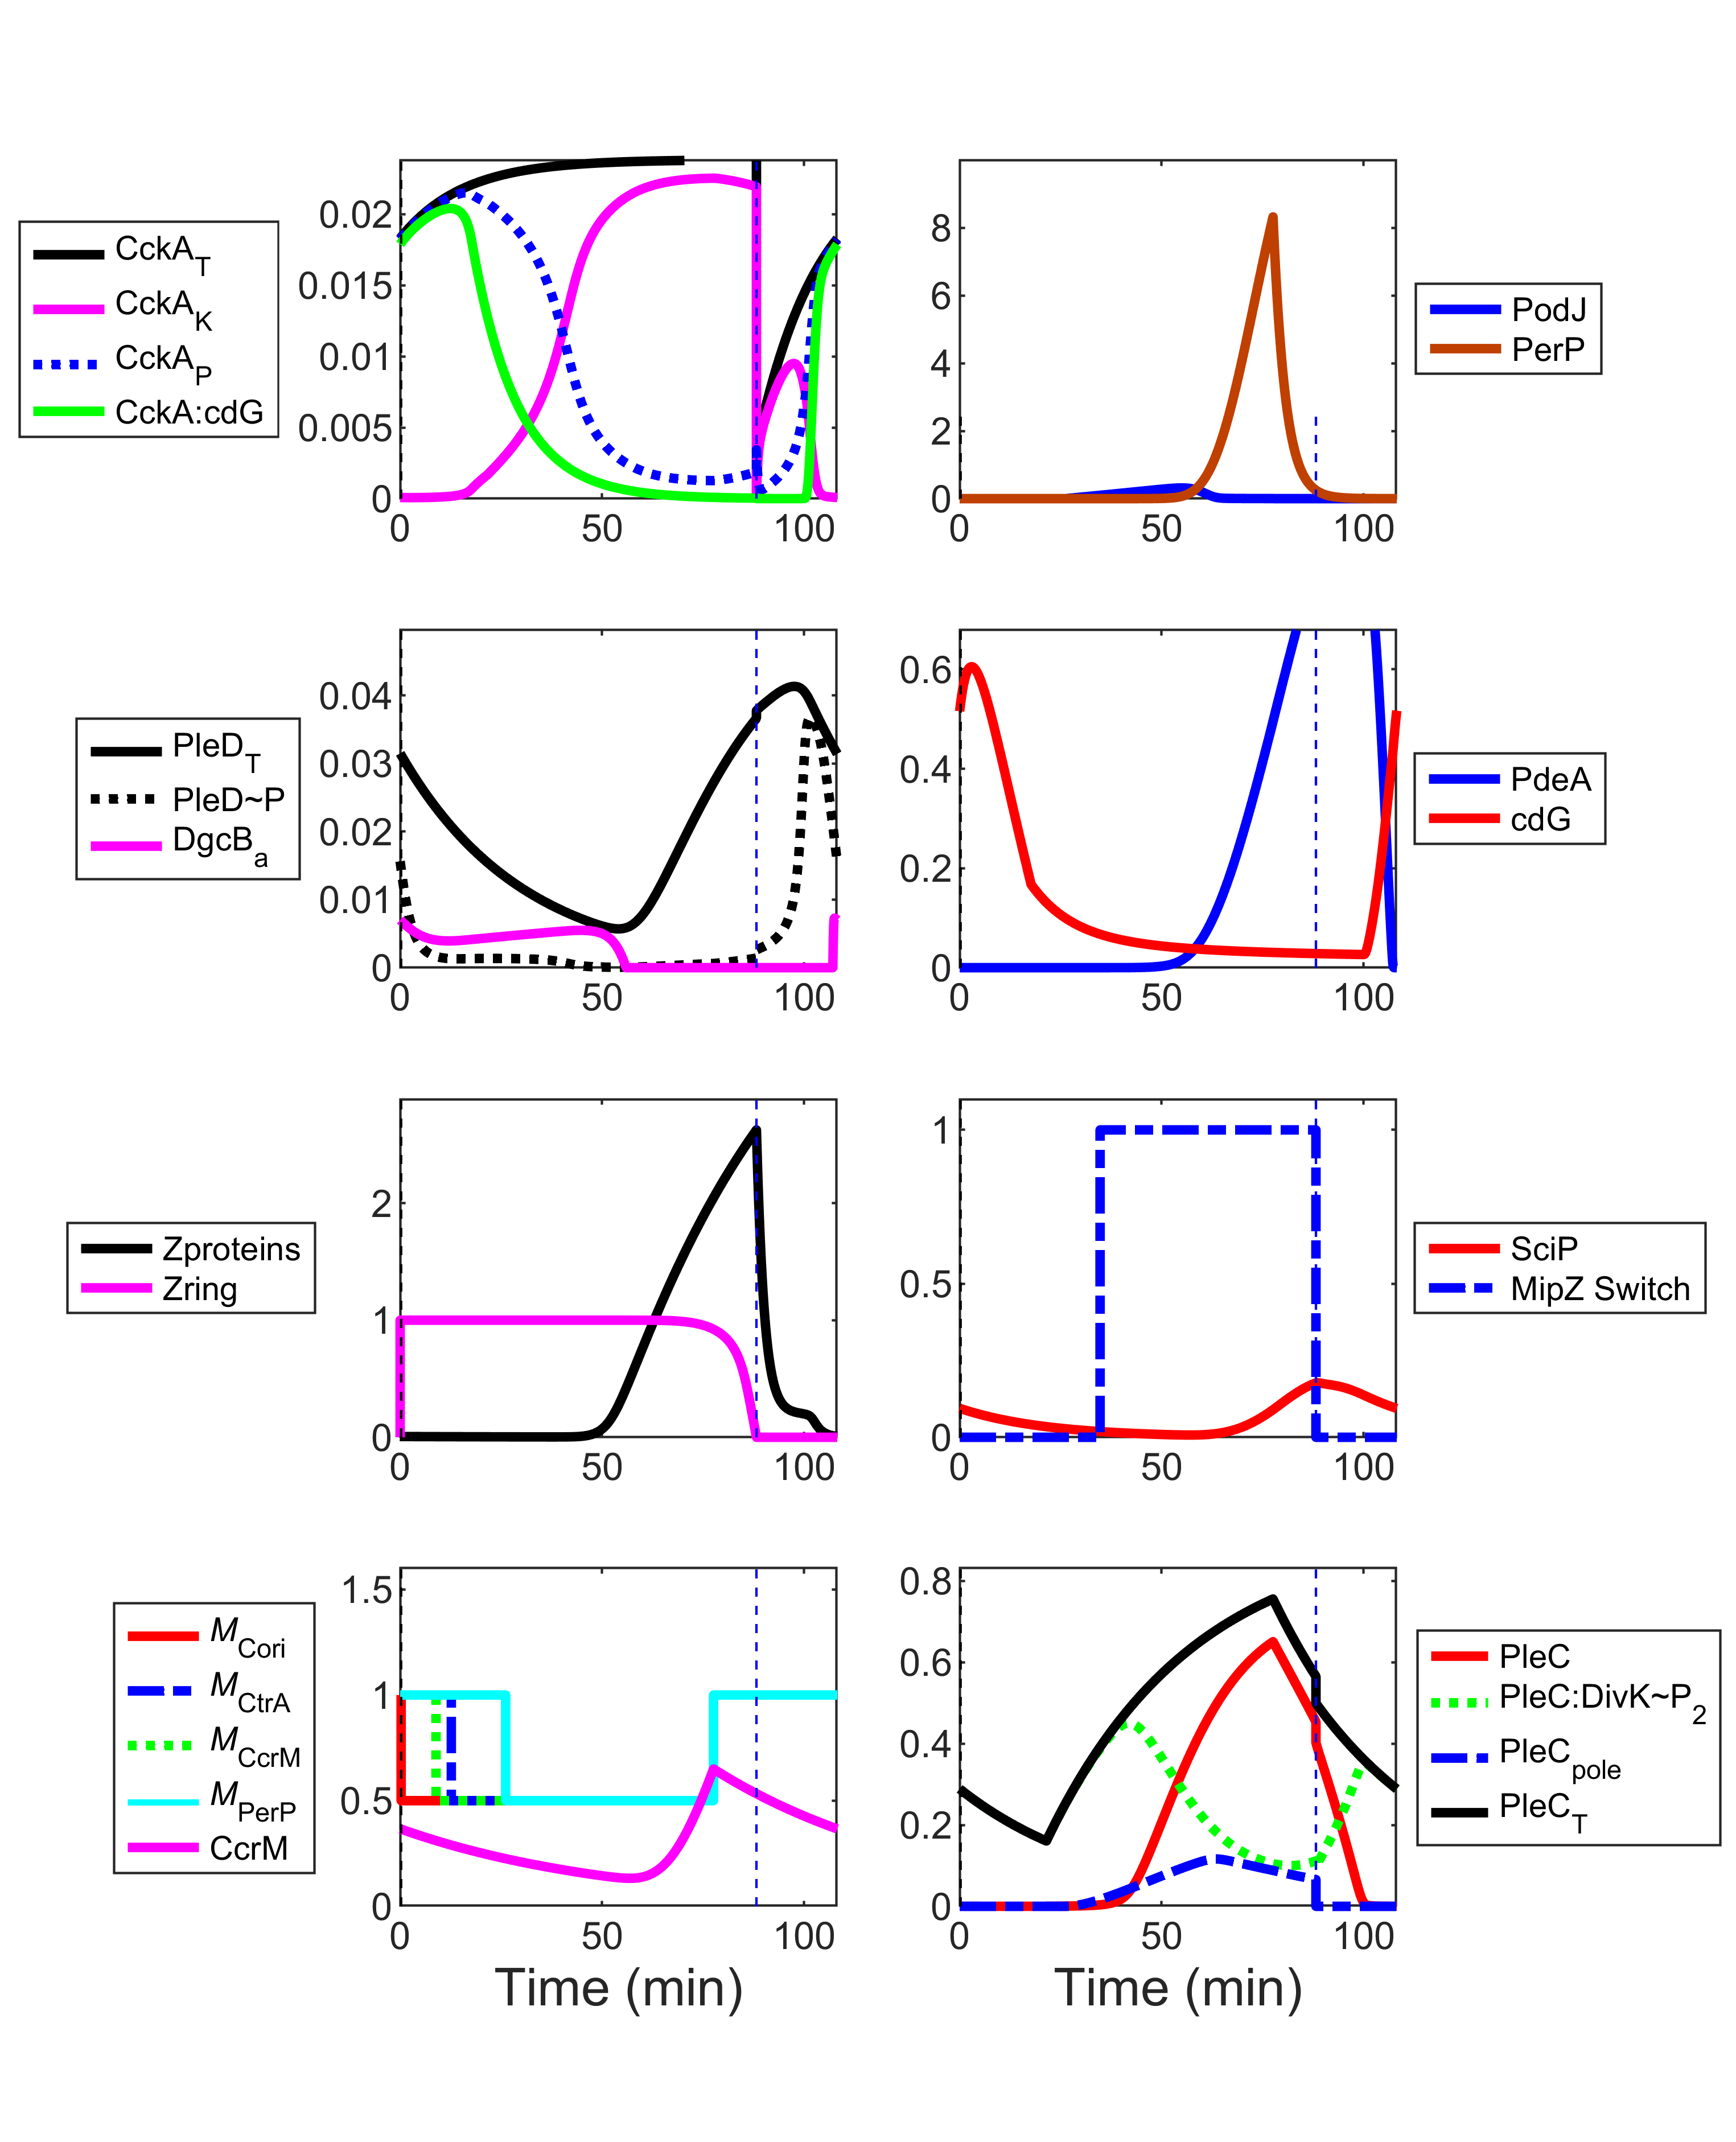 CckA_T
CckA_K
CckA_P
CckA:cdG
0.02
0.015
0.01
0.005
0
0 50 100
8
6
4
2
0
0 50 100
PodJ
PerP
PleD_T
PleD~P
DgcB_a
0.04
0.03
0.02
0.01
0
0 50 100
0.6
0.4
0.2
0
0 50 100
PdeA
cdG
Zproteins
Zring
2
1
0
0 50 100
1
0.5
0
0 50 100
SciP
MipZ Switch
M_Cori
M_CtrA
M_CcrM
M_PerP
CcrM
1.5
1
0.5
0
0 50 100
Time (min)
0.8
0.6
0.4
0.2
0
0 50 100
Time (min)
PleC
PleC:DivK~P_2
PleC_pole
PleC_T